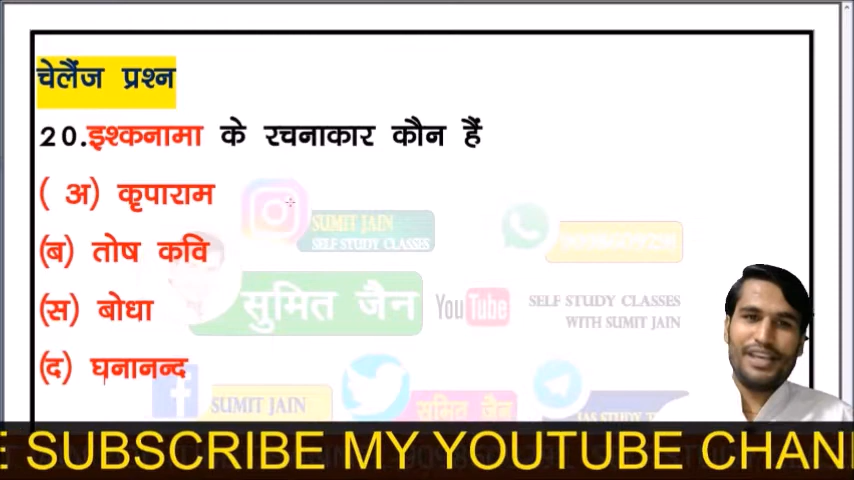 चेलैंज प्रश्न
20.इश्कनामा के रचनाकार कौन हैं
( अ) कृपाराम
(ब) तोष कवि
(स) बोधा
(द) घनानन्द
SUMIT JAIN
SELF STUDY CLASSES
सुमित जैन
YouTube
SELF STUDY CLASSES
WITH SUMIT JAIN
SUMIT JAIN
सुमित जैन
E SUBSCRIBE MY YOUTUBE CHAN